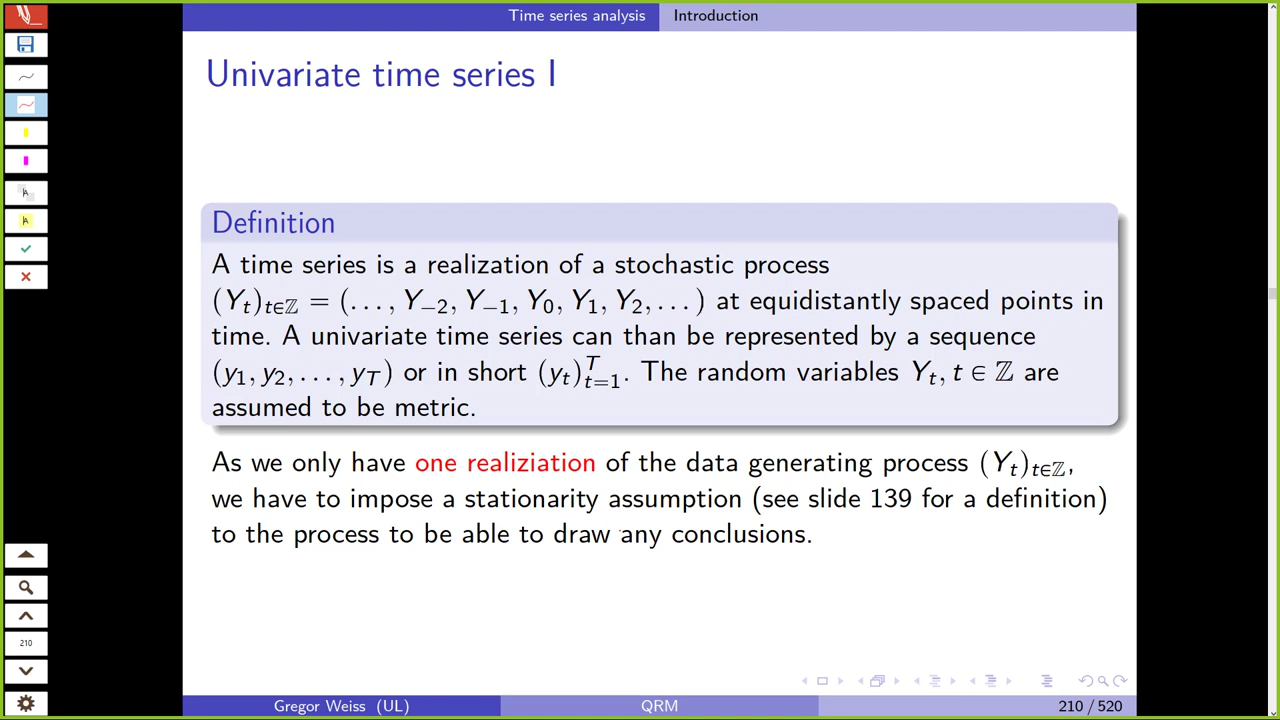 Time series analysis Introduction
Univariate time series I
Definition
A time series is a realization of a stochastic process
(Y_t)_{t∈ℤ} = (. . . , Y_{−2}, Y_{−1}, Y_0, Y_1, Y_2, . . . ) at equidistantly spaced points in
time. A univariate time series can than be represented by a sequence
(y_1, y_2, . . . , y_T) or in short (y_t)_{t=1}^T. The random variables Y_t, t ∈ ℤ are
assumed to be metric.
As we only have one realiziation of the data generating process (Y_t)_{t∈ℤ},
we have to impose a stationarity assumption (see slide 139 for a definition)
to the process to be able to draw any conclusions.
210
Gregor Weiss (UL) QRM 210 / 520